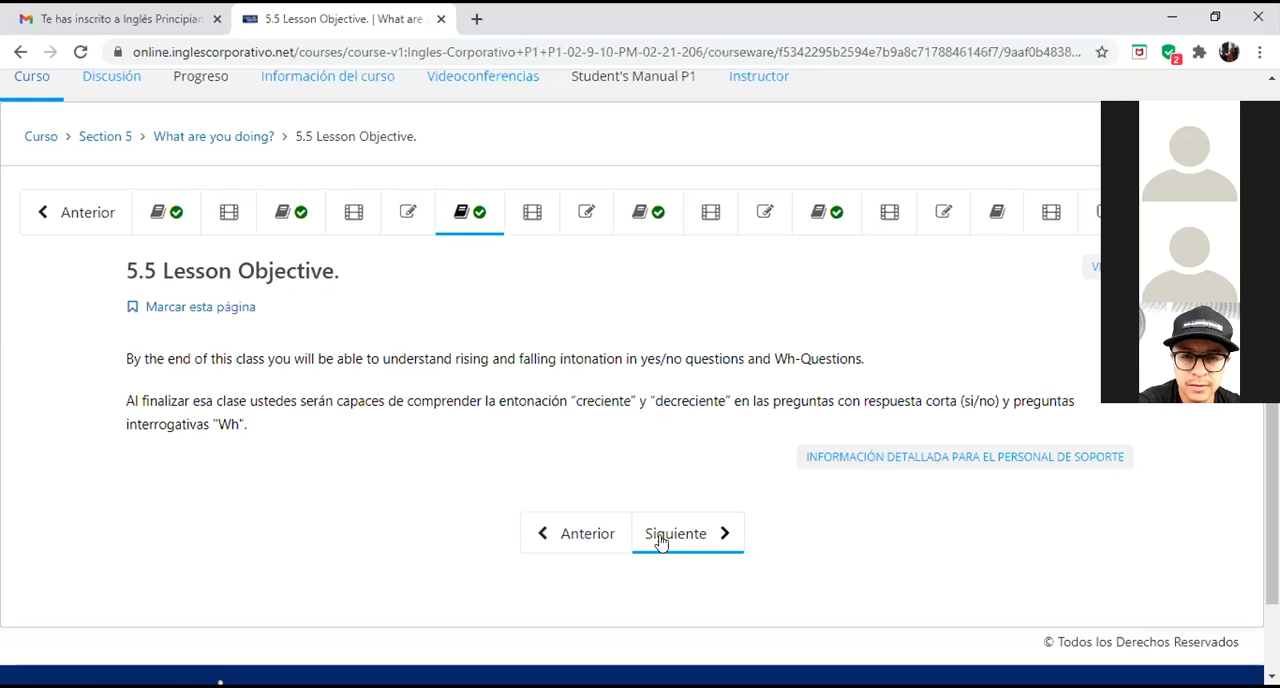 Te has inscrito a Inglés Principian
5.5 Lesson Objective. | What are
online.inglescorporativo.net/courses/course-v1:Ingles-Corporativo+P1+P1-02-9-10-PM-02-21-206/courseware/f5342295b2594e7b9a8c7178846146f7/9aaf0b4838...
2
Curso Discusión Progreso Información del curso Videoconferencias Student's Manual P1 Instructor
Curso > Section 5 > What are you doing? > 5.5 Lesson Objective.
Anterior
5.5 Lesson Objective.
Marcar esta página
By the end of this class you will be able to understand rising and falling intonation in yes/no questions and Wh-Questions.
Al finalizar esa clase ustedes serán capaces de comprender la entonación “creciente” y “decreciente” en las preguntas con respuesta corta (si/no) y preguntas
interrogativas "Wh".
INFORMACIÓN DETALLADA PARA EL PERSONAL DE SOPORTE
Anterior Siguiente
© Todos los Derechos Reservados